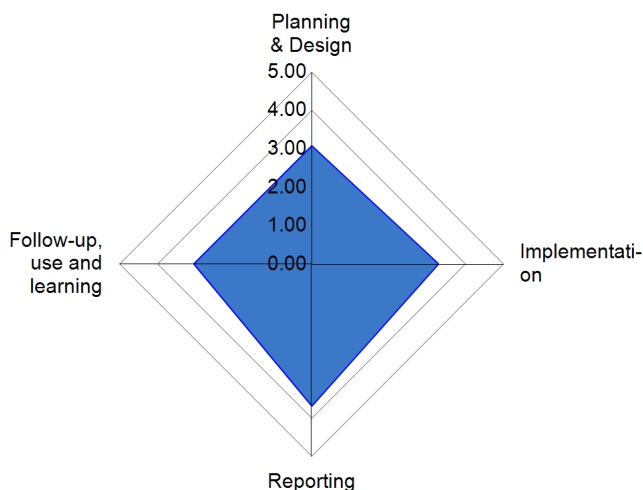 Planning
& Design
5.00
4.00
3.00
2.00
1.00
0.00
Follow-up,
use and
learning
Implementati-
on
Reporting